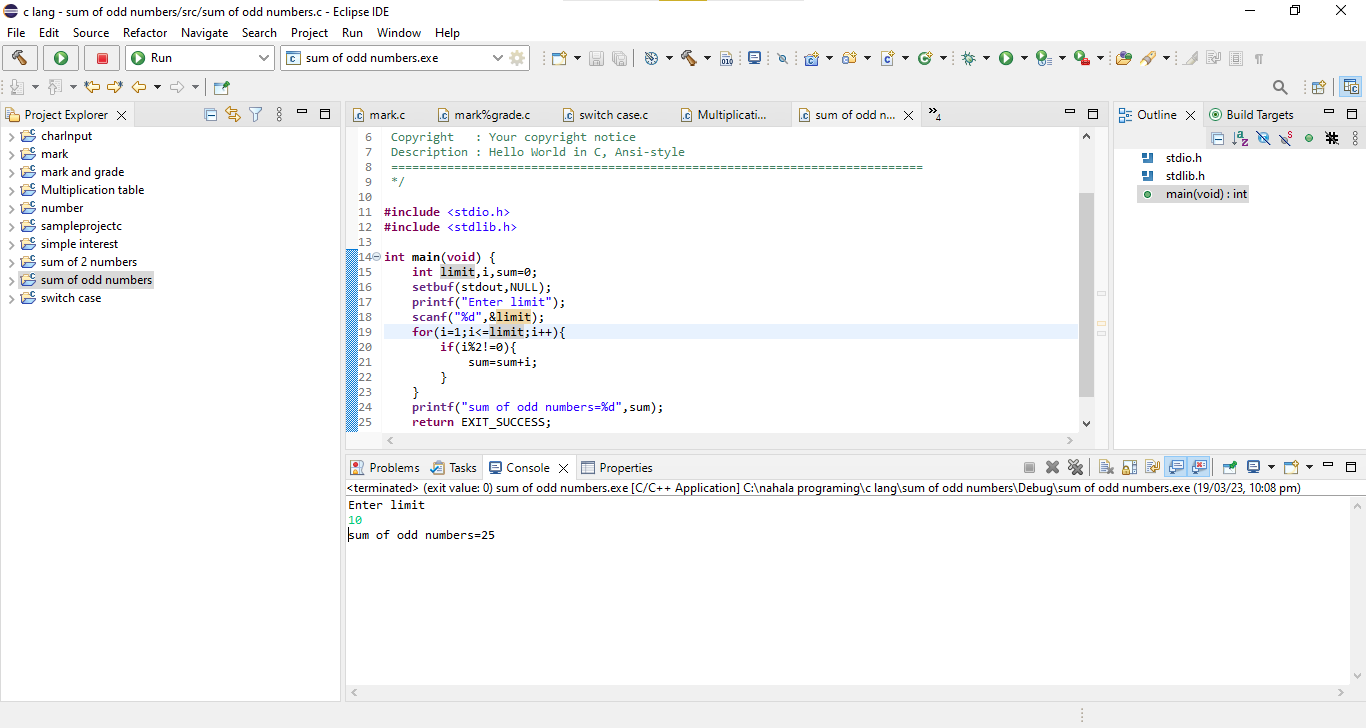 c lang - sum of odd numbers/src/sum of odd numbers.c - Eclipse IDE
File Edit Source Refactor Navigate Search Project Run Window Help
Run
sum of odd numbers.exe
Project Explorer
charInput
mark
mark and grade
Multiplication table
number
sampleprojectc
simple interest
sum of 2 numbers
sum of odd numbers
switch case
mark.c mark%grade.c switch case.c Multiplicati... sum of odd n... »4
6 Copyright : Your copyright notice
7 Description : Hello World in C, Ansi-style
8 ============================================================================
9 */
10
11 #include <stdio.h>
12 #include <stdlib.h>
13
14 int main(void) {
15 int limit,i,sum=0;
16 setbuf(stdout,NULL);
17 printf("Enter limit");
18 scanf("%d",&limit);
19 for(i=1;i<=limit;i++){
20 if(i%2!=0){
21 sum=sum+i;
22 }
23 }
24 printf("sum of odd numbers=%d",sum);
25 return EXIT_SUCCESS;
Outline Build Targets
stdio.h
stdlib.h
main(void) : int
Problems Tasks Console Properties
<terminated> (exit value: 0) sum of odd numbers.exe [C/C++ Application] C:\nahala programing\c lang\sum of odd numbers\Debug\sum of odd numbers.exe (19/03/23, 10:08 pm)
Enter limit
10
sum of odd numbers=25